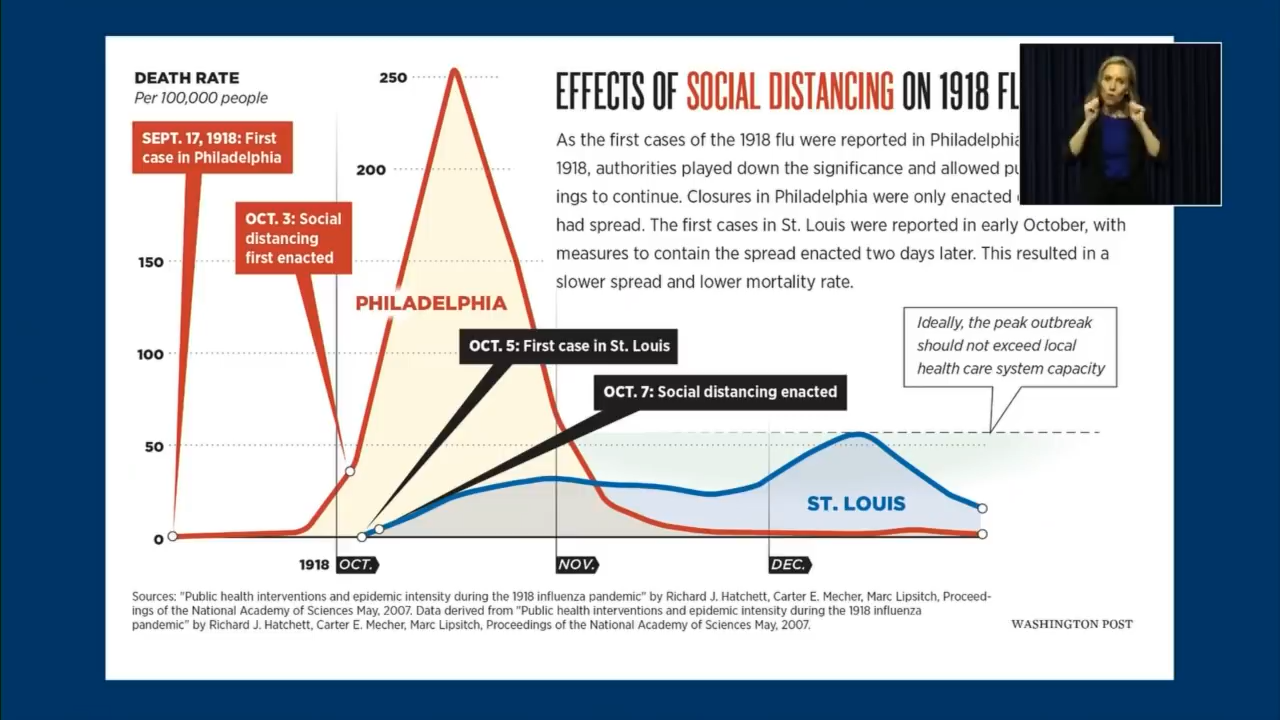 DEATH RATE
Per 100,000 people
SEPT. 17, 1918: First
case in Philadelphia
OCT. 3: Social
distancing
first enacted
250
200
150
100
50
0
PHILADELPHIA
EFFECTS OF SOCIAL DISTANCING ON 1918
As the first cases of the 1918 flu were reported in Philadelphia
1918, authorities played down the significance and allowed
ings to continue. Closures in Philadelphia were only enacted
had spread. The first cases in St. Louis were reported in early October, with
measures to contain the spread enacted two days later. This resulted in a
slower spread and lower mortality rate.
OCT. 5: First case in St. Louis
OCT. 7: Social distancing enacted
Ideally, the peak outbreak
should not exceed local
health care system capacity
ST. LOUIS
1918 OCT.
NOV.
DEC.
Sources: "Public health interventions and epidemic intensity during the 1918 influenza pandemic" by Richard J. Hatchett, Carter E. Mecher, Marc Lipsitch, Proceed-
ings of the National Academy of Sciences May, 2007. Data derived from "Public health interventions and epidemic intensity during the 1918 influenza
pandemic" by Richard J. Hatchett, Carter E. Mecher, Marc Lipsitch, Proceedings of the National Academy of Sciences May, 2007.
WASHINGTON POST